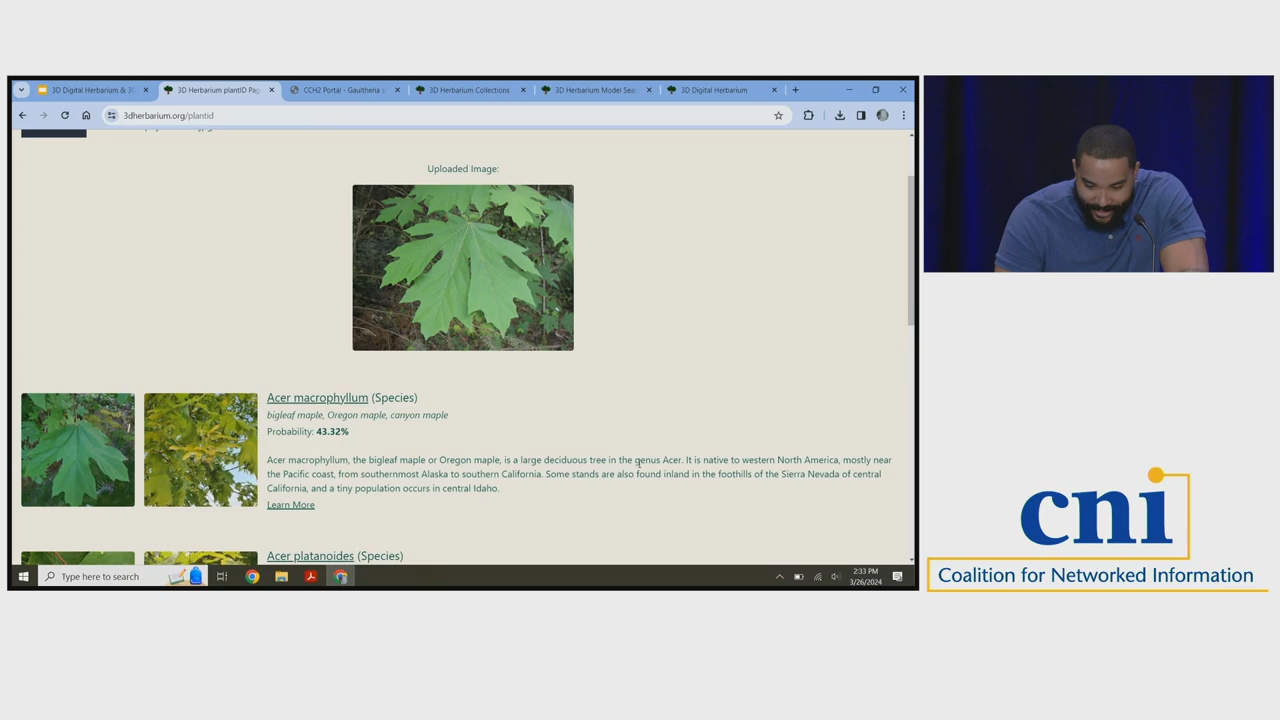 3D Digital Herbarium & 3D
3D Herbarium plantID Pag
CCH2 Portal - Gaultheria s
3D Herbarium Collections
3D Herbarium Model Sea
3D Digital Herbarium
3dherbarium.org/plantid
Uploaded Image:
Acer macrophyllum (Species)
bigleaf maple, Oregon maple, canyon maple
Probability: 43.32%
Acer macrophyllum, the bigleaf maple or Oregon maple, is a large deciduous tree in the genus Acer. It is native to western North America, mostly near
the Pacific coast, from southernmost Alaska to southern California. Some stands are also found inland in the foothills of the Sierra Nevada of central
California, and a tiny population occurs in central Idaho.
Learn More
Acer platanoides (Species)
Type here to search
2:33 PM
3/26/2024
cni
Coalition for Networked Information